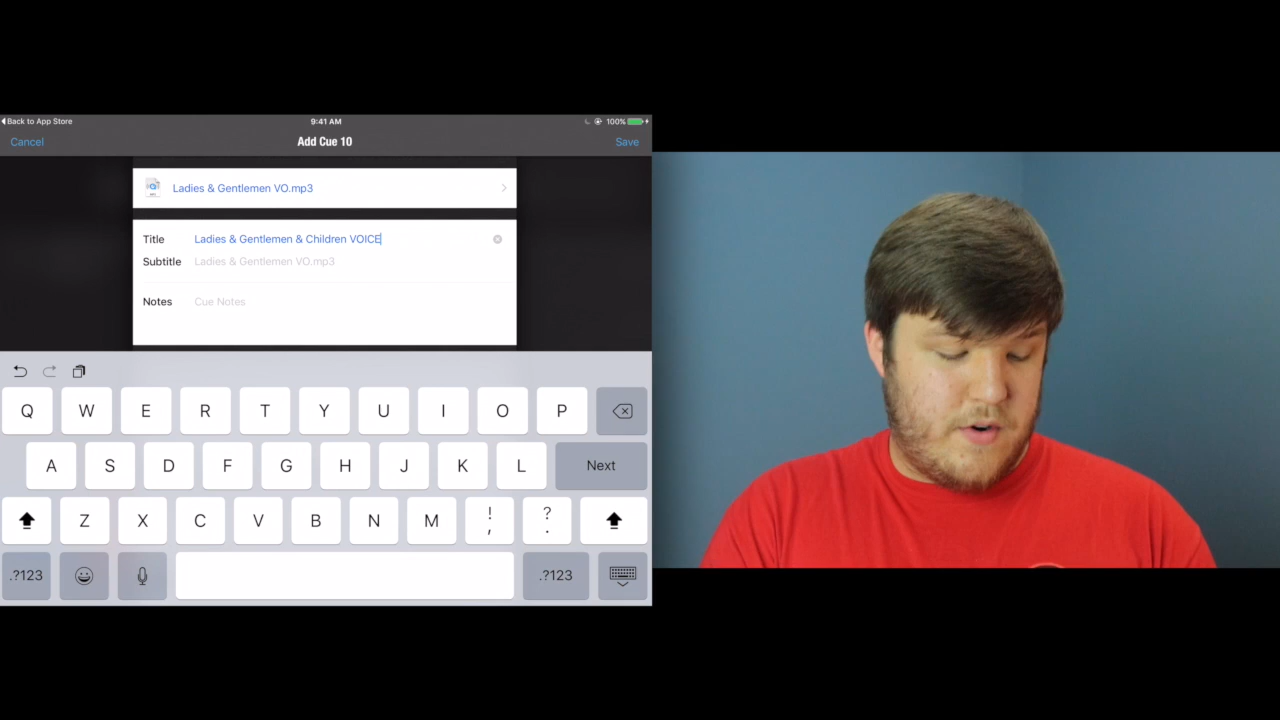 Back to App Store 9:41 AM 100%
Cancel Add Cue 10 Save
Ladies & Gentlemen VO.mp3
Title Ladies & Gentlemen & Children VOICE
Subtitle Ladies & Gentlemen VO.mp3
Notes Cue Notes
Q W E R T Y U I O P
A S D F G H J K L Next
Z X C V B N M ! , ? .
.?123 .?123